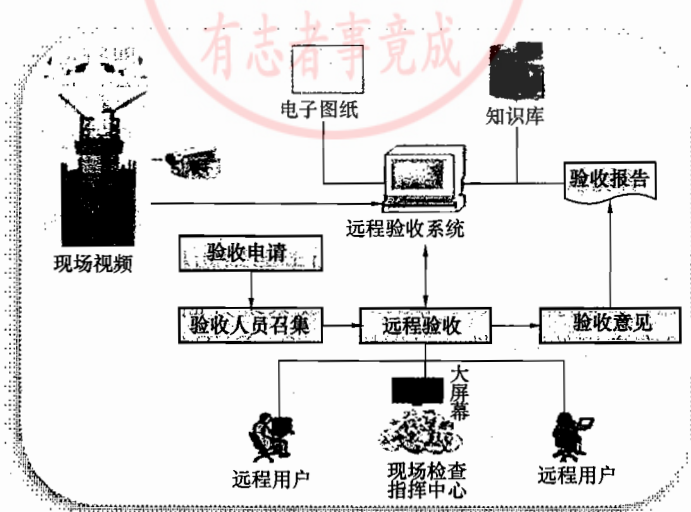 有志者事竟成
电子图纸
知识库
验收报告
远程验收系统
现场视频
验收申请
验收人员召集
远程验收
验收意见
大屏幕
远程用户
现场检查
指挥中心
远程用户